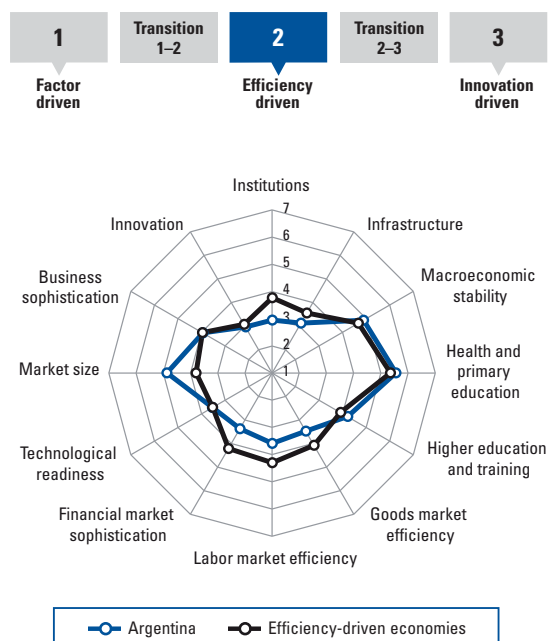 1
Transition
1–2
2
Transition
2–3
3
Factor
driven
Efficiency
driven
Innovation
driven
Institutions
7
Innovation
Infrastructure
6
5
Business
sophistication
Macroeconomic
stability
4
3
2
Market size
1
Health and
primary
education
Technological
readiness
Higher education
and training
Financial market
sophistication
Goods market
efficiency
Labor market efficiency
Argentina
Efficiency-driven economies